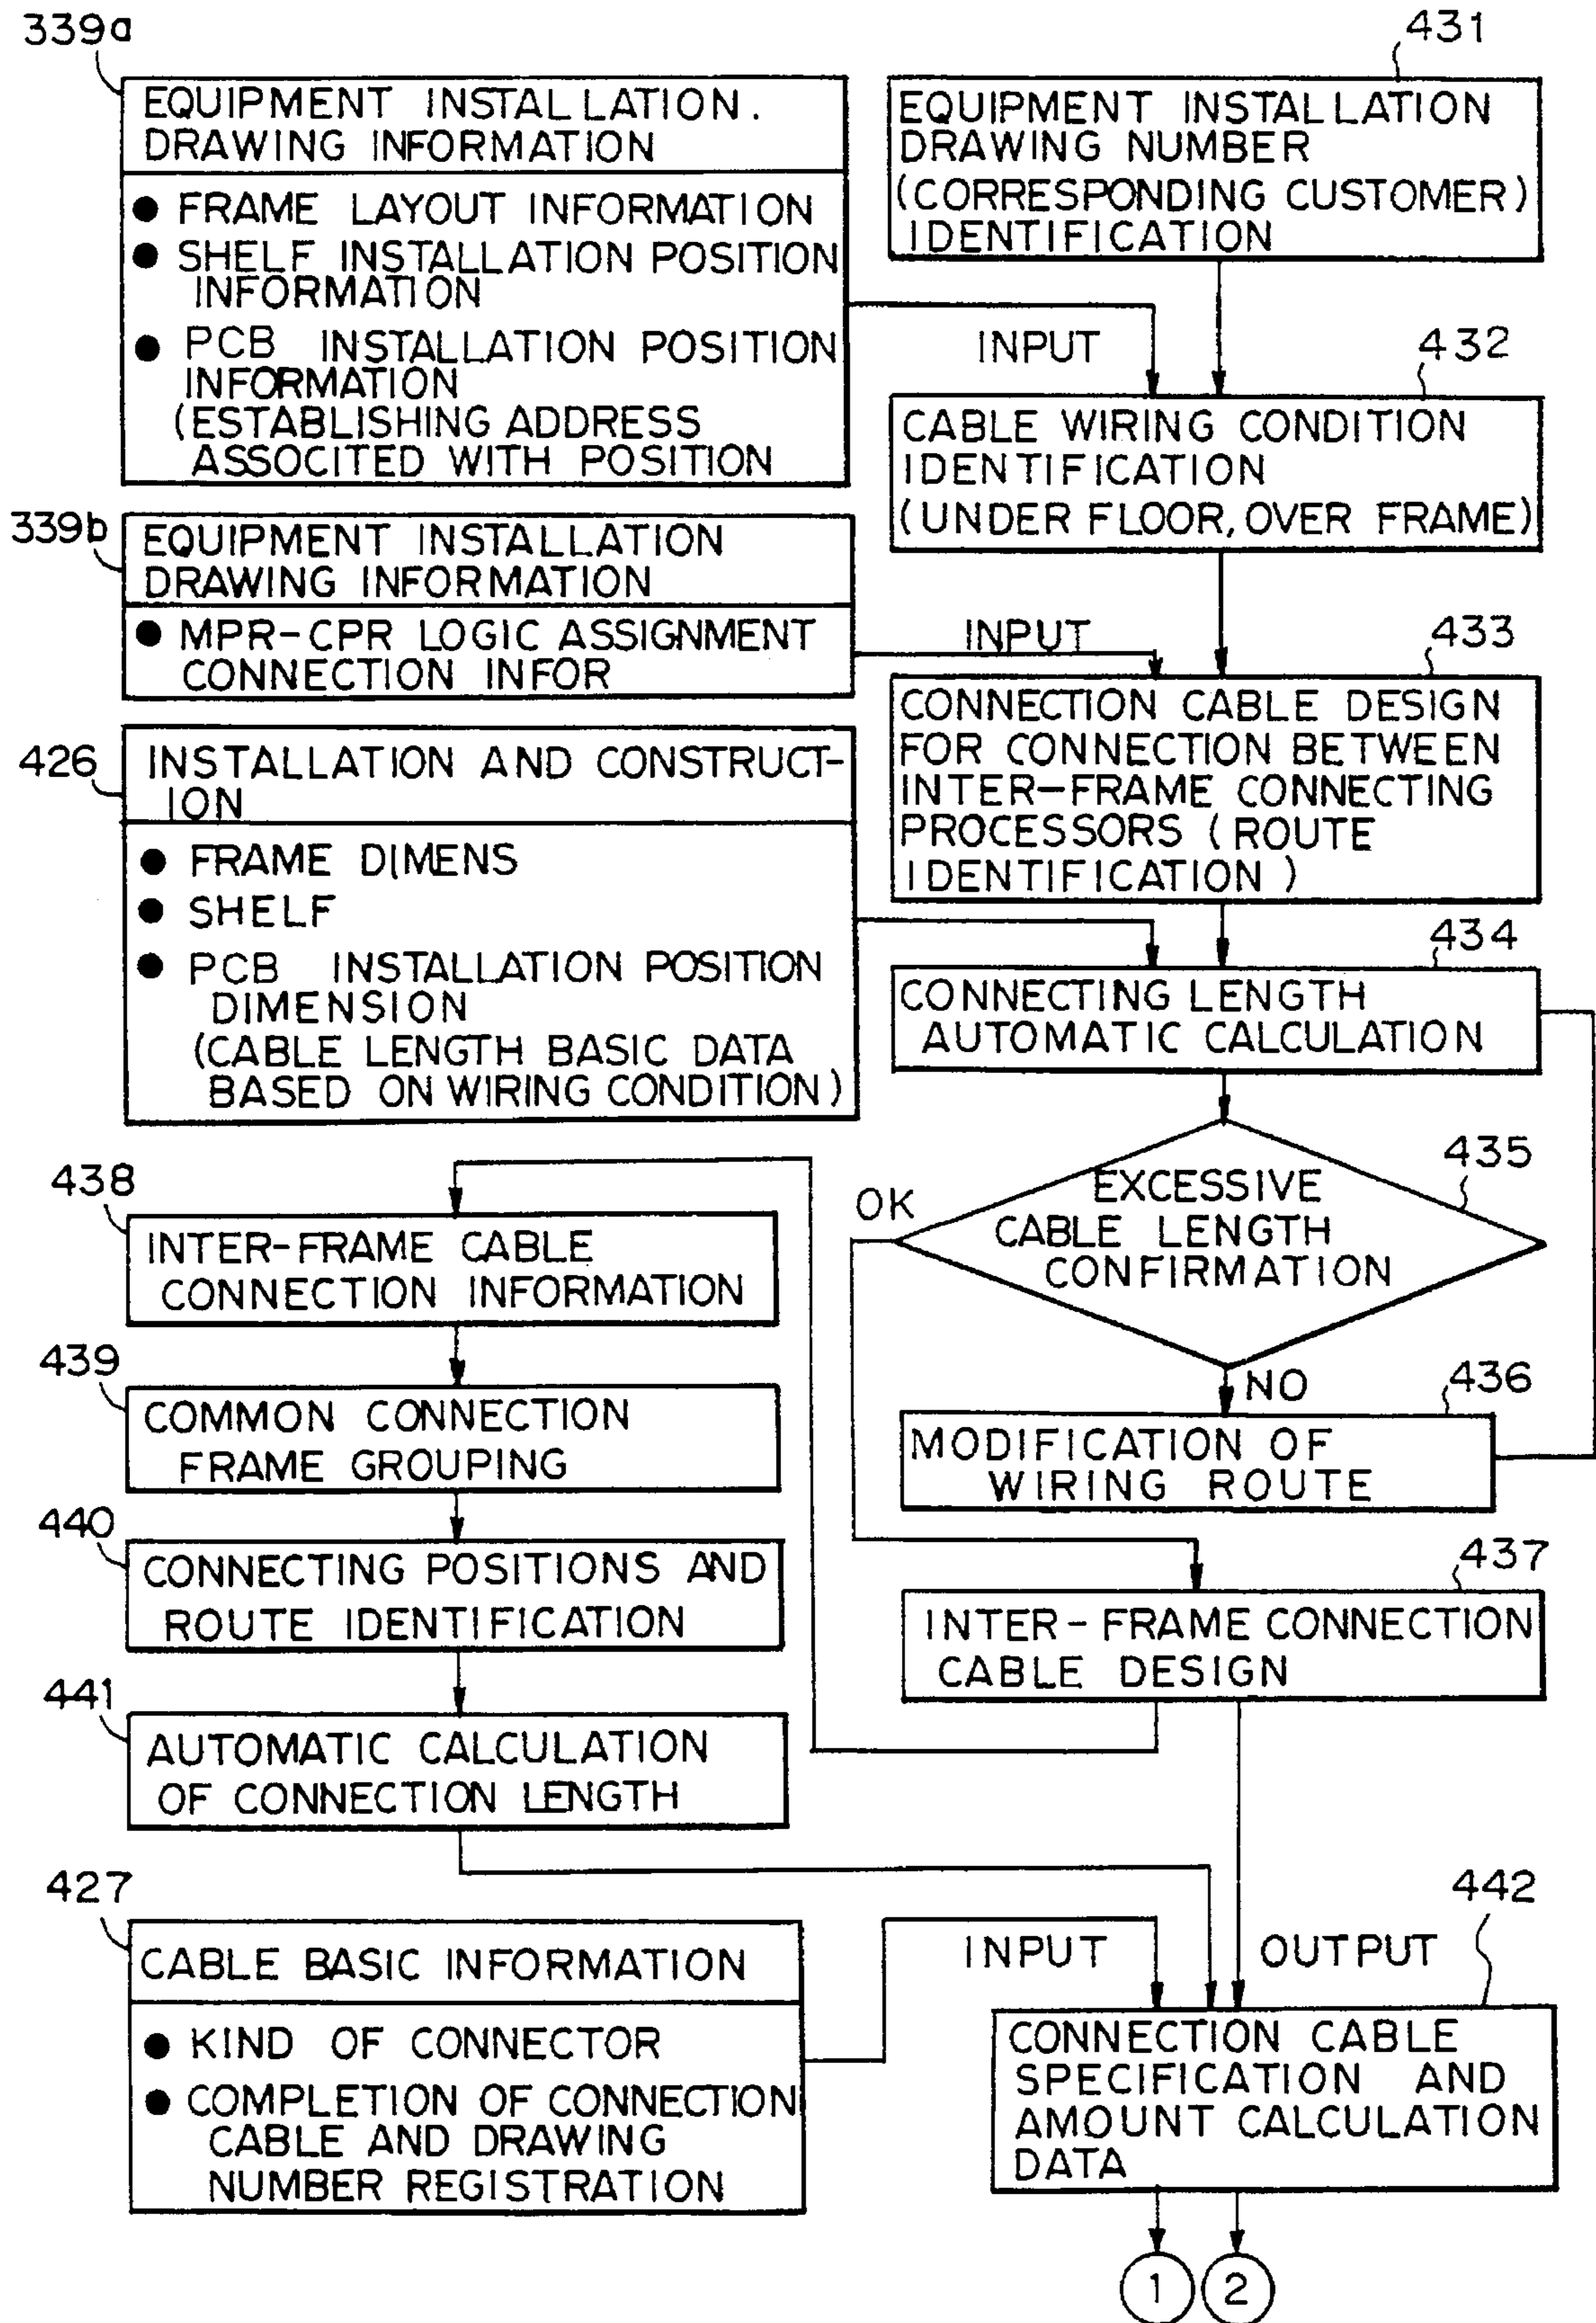 339a
EQUIPMENT INSTALLATION.
DRAWING INFORMATION
● FRAME LAYOUT INFORMATION
● SHELF INSTALLATION POSITION
INFORMATION
● PCB INSTALLATION POSITION
INFORMATION
(ESTABLISHING ADDRESS
ASSOCITED WITH POSITION
431
EQUIPMENT INSTALLATION
DRAWING NUMBER
(CORRESPONDING CUSTOMER)
IDENTIFICATION
INPUT
432
CABLE WIRING CONDITION
IDENTIFICATION
(UNDER FLOOR, OVER FRAME)
339b
EQUIPMENT INSTALLATION
DRAWING INFORMATION
● MPR-CPR LOGIC ASSIGNMENT
CONNECTION INFOR
INPUT
433
CONNECTION CABLE DESIGN
FOR CONNECTION BETWEEN
INTER-FRAME CONNECTING
PROCESSORS (ROUTE
IDENTIFICATION)
426
INSTALLATION AND CONSTRUCT-
ION
● FRAME DIMENS
● SHELF
● PCB INSTALLATION POSITION
DIMENSION
(CABLE LENGTH BASIC DATA
BASED ON WIRING CONDITION)
434
CONNECTING LENGTH
AUTOMATIC CALCULATION
435
EXCESSIVE
CABLE LENGTH
CONFIRMATION
OK
NO
436
MODIFICATION OF
WIRING ROUTE
437
INTER-FRAME CONNECTION
CABLE DESIGN
438
INTER-FRAME CABLE
CONNECTION INFORMATION
439
COMMON CONNECTION
FRAME GROUPING
440
CONNECTING POSITIONS AND
ROUTE IDENTIFICATION
441
AUTOMATIC CALCULATION
OF CONNECTION LENGTH
427
CABLE BASIC INFORMATION
● KIND OF CONNECTOR
● COMPLETION OF CONNECTION
CABLE AND DRAWING
NUMBER REGISTRATION
INPUT
OUTPUT
442
CONNECTION CABLE
SPECIFICATION AND
AMOUNT CALCULATION
DATA
1
2